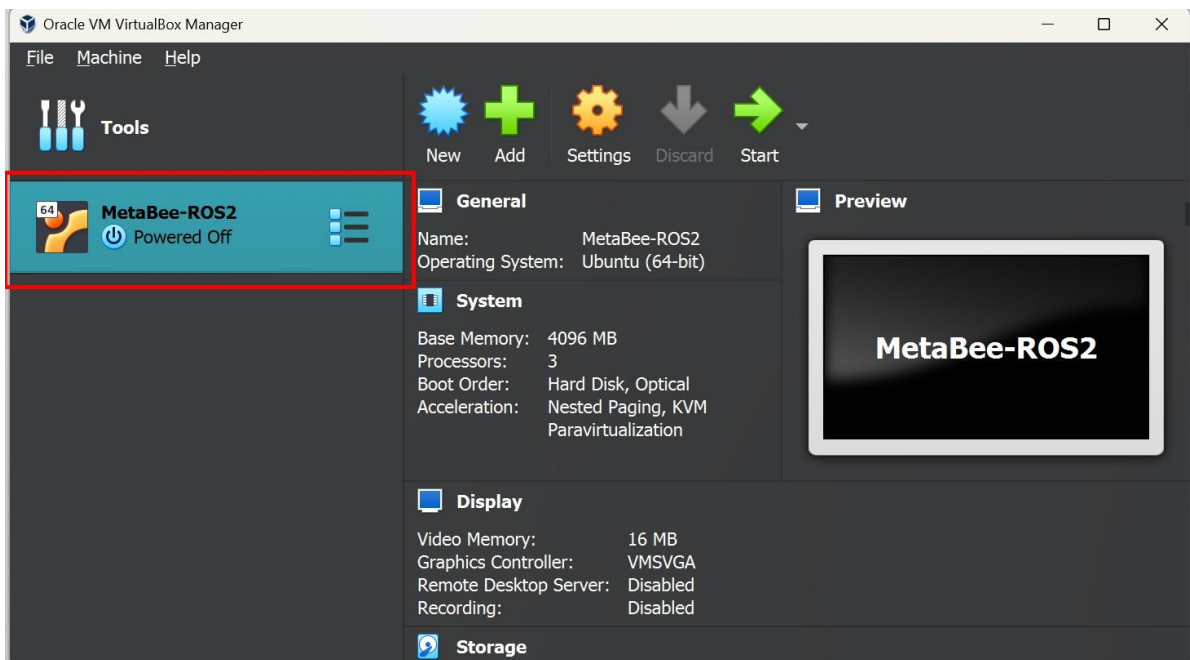 Oracle VM VirtualBox Manager
File Machine Help
Tools
New Add Settings Discard Start
64
MetaBee-ROS2
Powered Off
General
Name: MetaBee-ROS2
Operating System: Ubuntu (64-bit)
System
Base Memory: 4096 MB
Processors: 3
Boot Order: Hard Disk, Optical
Acceleration: Nested Paging, KVM
Paravirtualization
Preview
MetaBee-ROS2
Display
Video Memory: 16 MB
Graphics Controller: VMSVGA
Remote Desktop Server: Disabled
Recording: Disabled
Storage